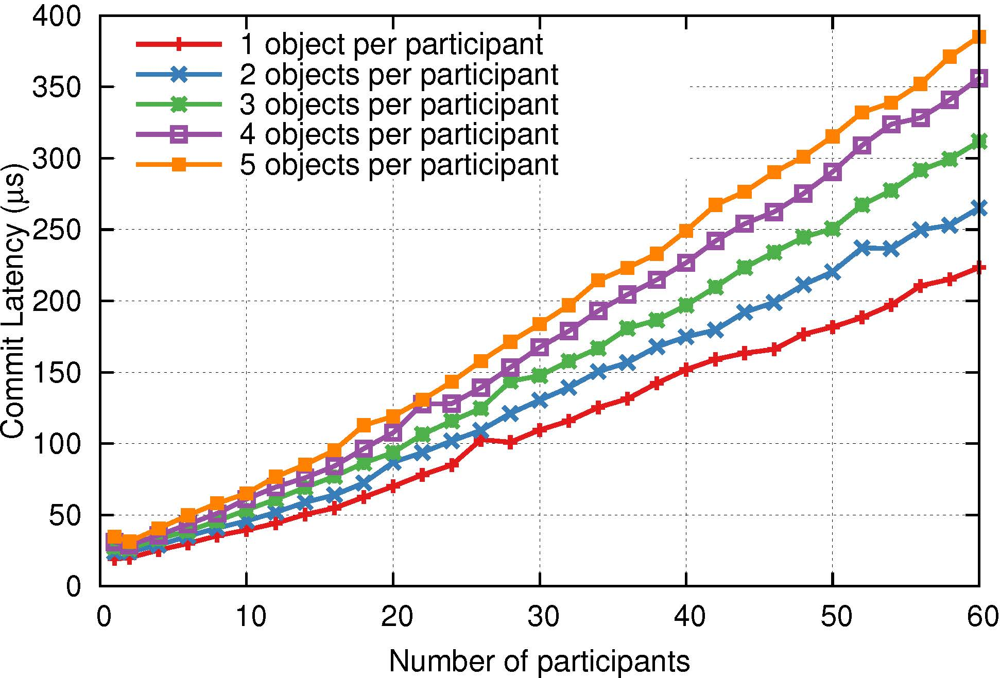 400
350
300
250
200
150
100
50
0
Commit Latency (μs)
1 object per participant
2 objects per participant
3 objects per participant
4 objects per participant
5 objects per participant
0 10 20 30 40 50 60
Number of participants